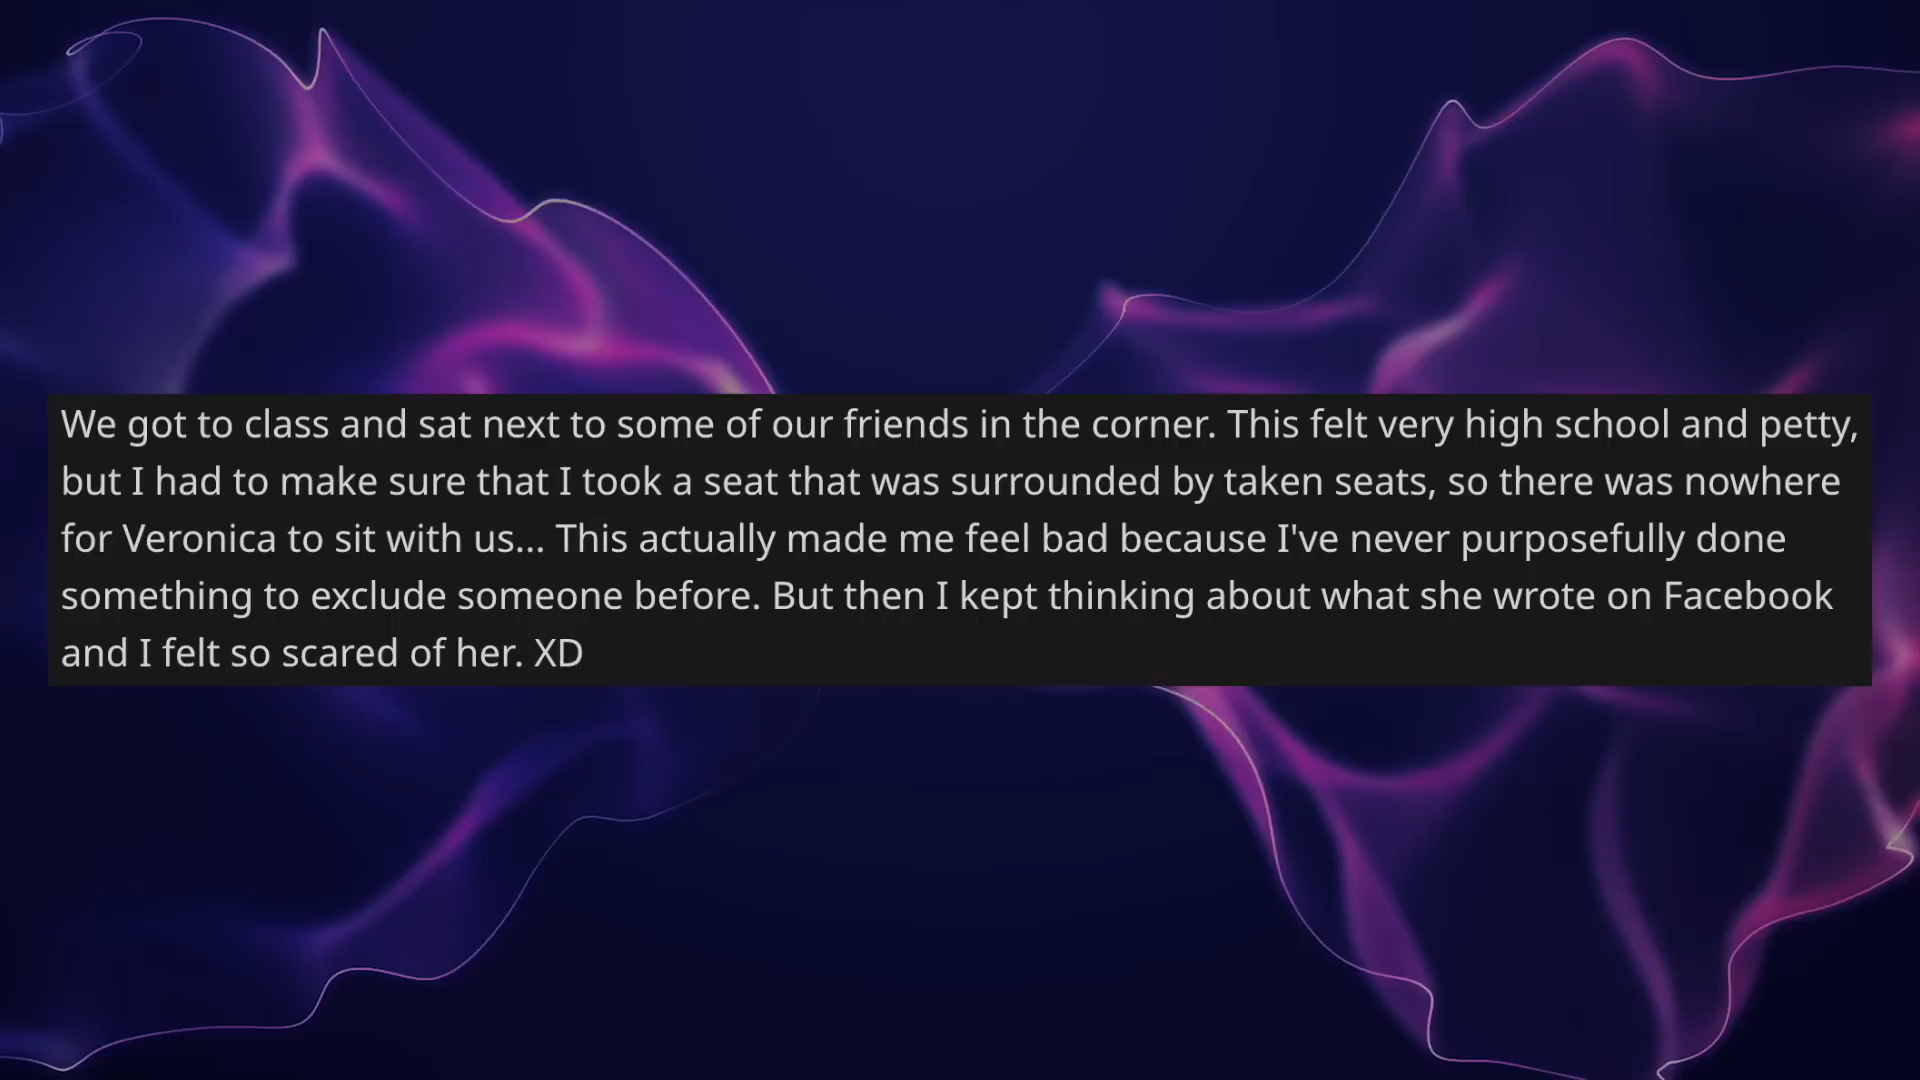 We got to class and sat next to some of our friends in the corner. This felt very high school and petty,
but I had to make sure that I took a seat that was surrounded by taken seats, so there was nowhere
for Veronica to sit with us... This actually made me feel bad because I've never purposefully done
something to exclude someone before. But then I kept thinking about what she wrote on Facebook
and I felt so scared of her. XD